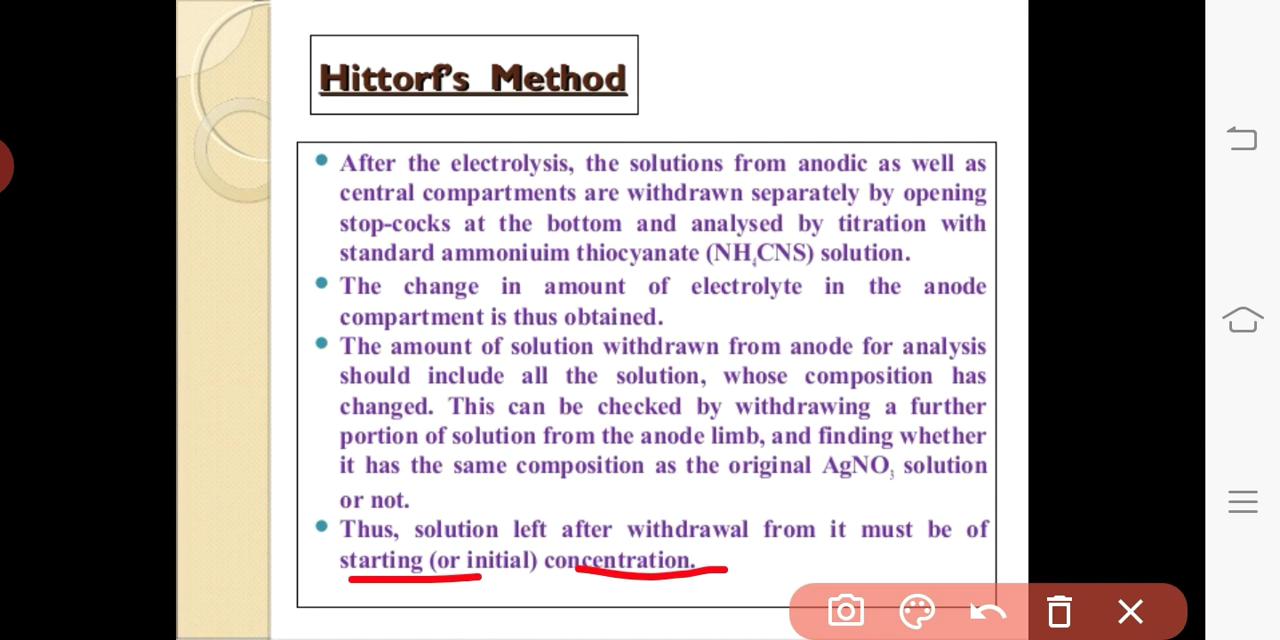 Hittorf's Method
• After the electrolysis, the solutions from anodic as well as
central compartments are withdrawn separately by opening
stop-cocks at the bottom and analysed by titration with
standard ammoniuim thiocyanate (NH₄CNS) solution.
• The change in amount of electrolyte in the anode
compartment is thus obtained.
• The amount of solution withdrawn from anode for analysis
should include all the solution, whose composition has
changed. This can be checked by withdrawing a further
portion of solution from the anode limb, and finding whether
it has the same composition as the original AgNO₃ solution
or not.
• Thus, solution left after withdrawal from it must be of
starting (or initial) concentration.